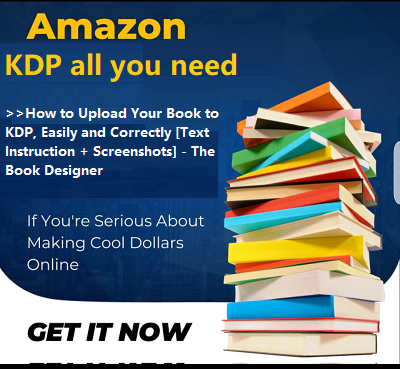 Amazon
KDP all you need
>>How to Upload Your Book to
KDP, Easily and Correctly [Text
Instruction + Screenshots] - The
Book Designer
If You're Serious About
Making Cool Dollars
Online
GET IT NOW